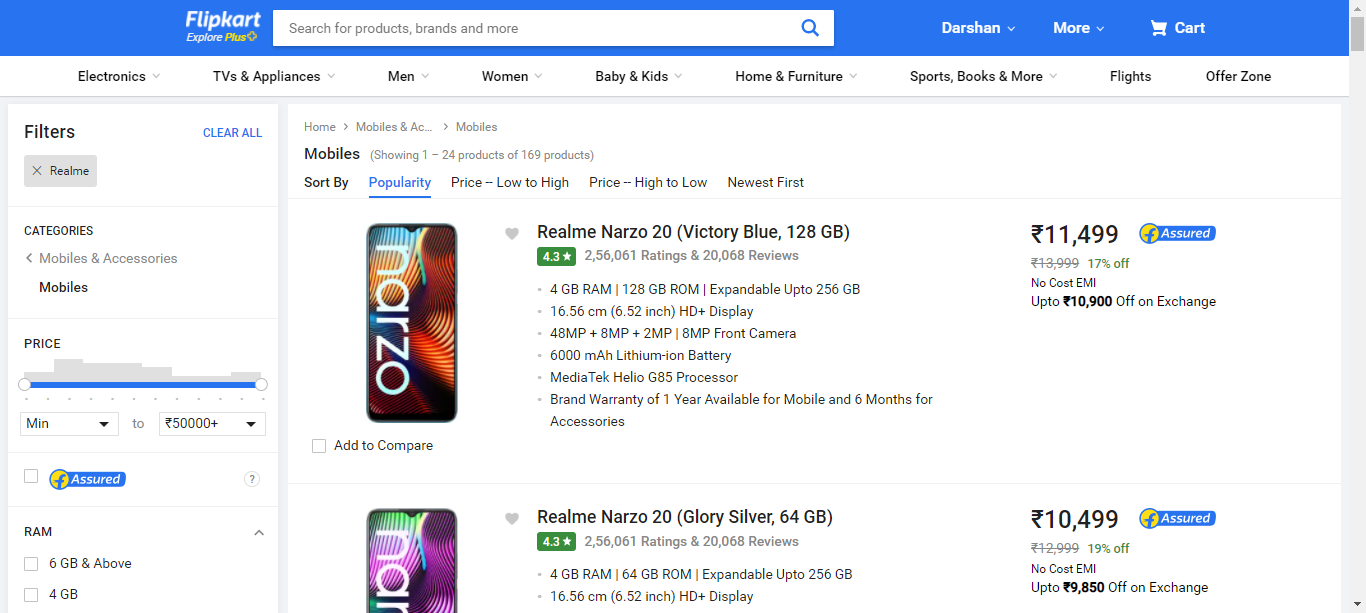 Flipkart
Explore Plus
Search for products, brands and more
Darshan
More
Cart
Electronics
TVs & Appliances
Men
Women
Baby & Kids
Home & Furniture
Sports, Books & More
Flights
Offer Zone
Filters
CLEAR ALL
Realme
CATEGORIES
Mobiles & Accessories
Mobiles
PRICE
Min
to
₹50000+
f Assured
?
RAM
6 GB & Above
4 GB
Home
Mobiles & Ac...
Mobiles
Mobiles (Showing 1 – 24 products of 169 products)
Sort By
Popularity
Price -- Low to High
Price -- High to Low
Newest First
narzo
Add to Compare
Realme Narzo 20 (Victory Blue, 128 GB)
4.3 ★ 2,56,061 Ratings & 20,068 Reviews
4 GB RAM | 128 GB ROM | Expandable Upto 256 GB
16.56 cm (6.52 inch) HD+ Display
48MP + 8MP + 2MP | 8MP Front Camera
6000 mAh Lithium-ion Battery
MediaTek Helio G85 Processor
Brand Warranty of 1 Year Available for Mobile and 6 Months for
Accessories
₹11,499
f Assured
₹13,999 17% off
No Cost EMI
Upto ₹10,900 Off on Exchange
Realme Narzo 20 (Glory Silver, 64 GB)
4.3 ★ 2,56,061 Ratings & 20,068 Reviews
4 GB RAM | 64 GB ROM | Expandable Upto 256 GB
16.56 cm (6.52 inch) HD+ Display
₹10,499
f Assured
₹12,999 19% off
No Cost EMI
Upto ₹9,850 Off on Exchange